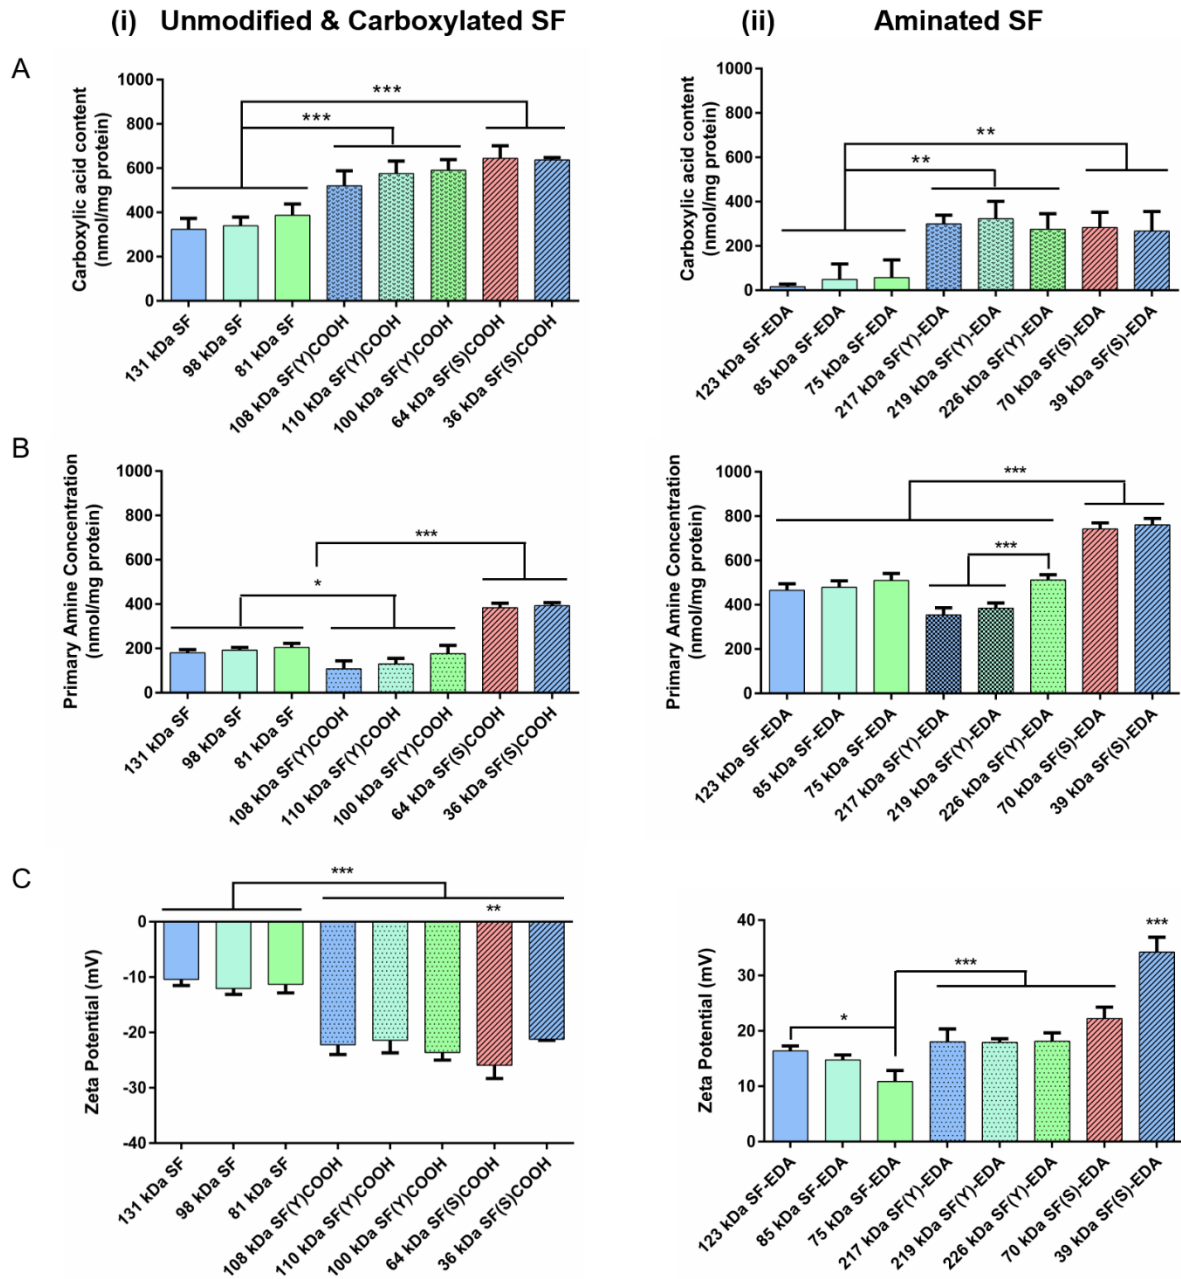 (i) Unmodified & Carboxylated SF
(ii) Aminated SF
A
Carboxylic acid content
(nmol/mg protein)
1000
800
600
400
200
0
***
***
131 kDa SF
98 kDa SF
81 kDa SF
108 kDa SF(Y)COOH
110 kDa SF(Y)COOH
100 kDa SF(Y)COOH
64 kDa SF(S)COOH
36 kDa SF(S)COOH
Carboxylic acid content
(nmol/mg protein)
1000
800
600
400
200
0
**
**
123 kDa SF-EDA
85 kDa SF-EDA
75 kDa SF-EDA
217 kDa SF(Y)-EDA
219 kDa SF(Y)-EDA
226 kDa SF(Y)-EDA
70 kDa SF(S)-EDA
39 kDa SF(S)-EDA
B
Primary Amine Concentration
(nmol/mg protein)
1000
800
600
400
200
0
***
*
131 kDa SF
98 kDa SF
81 kDa SF
108 kDa SF(Y)COOH
110 kDa SF(Y)COOH
100 kDa SF(Y)COOH
64 kDa SF(S)COOH
36 kDa SF(S)COOH
Primary Amine Concentration
(nmol/mg protein)
1000
800
600
400
200
0
***
***
123 kDa SF-EDA
85 kDa SF-EDA
75 kDa SF-EDA
217 kDa SF(Y)-EDA
219 kDa SF(Y)-EDA
226 kDa SF(Y)-EDA
70 kDa SF(S)-EDA
39 kDa SF(S)-EDA
C
Zeta Potential (mV)
0
-10
-20
-30
-40
***
**
131 kDa SF
98 kDa SF
81 kDa SF
108 kDa SF(Y)COOH
110 kDa SF(Y)COOH
100 kDa SF(Y)COOH
64 kDa SF(S)COOH
36 kDa SF(S)COOH
Zeta Potential (mV)
40
30
20
10
0
***
***
*
123 kDa SF-EDA
85 kDa SF-EDA
75 kDa SF-EDA
217 kDa SF(Y)-EDA
219 kDa SF(Y)-EDA
226 kDa SF(Y)-EDA
70 kDa SF(S)-EDA
39 kDa SF(S)-EDA